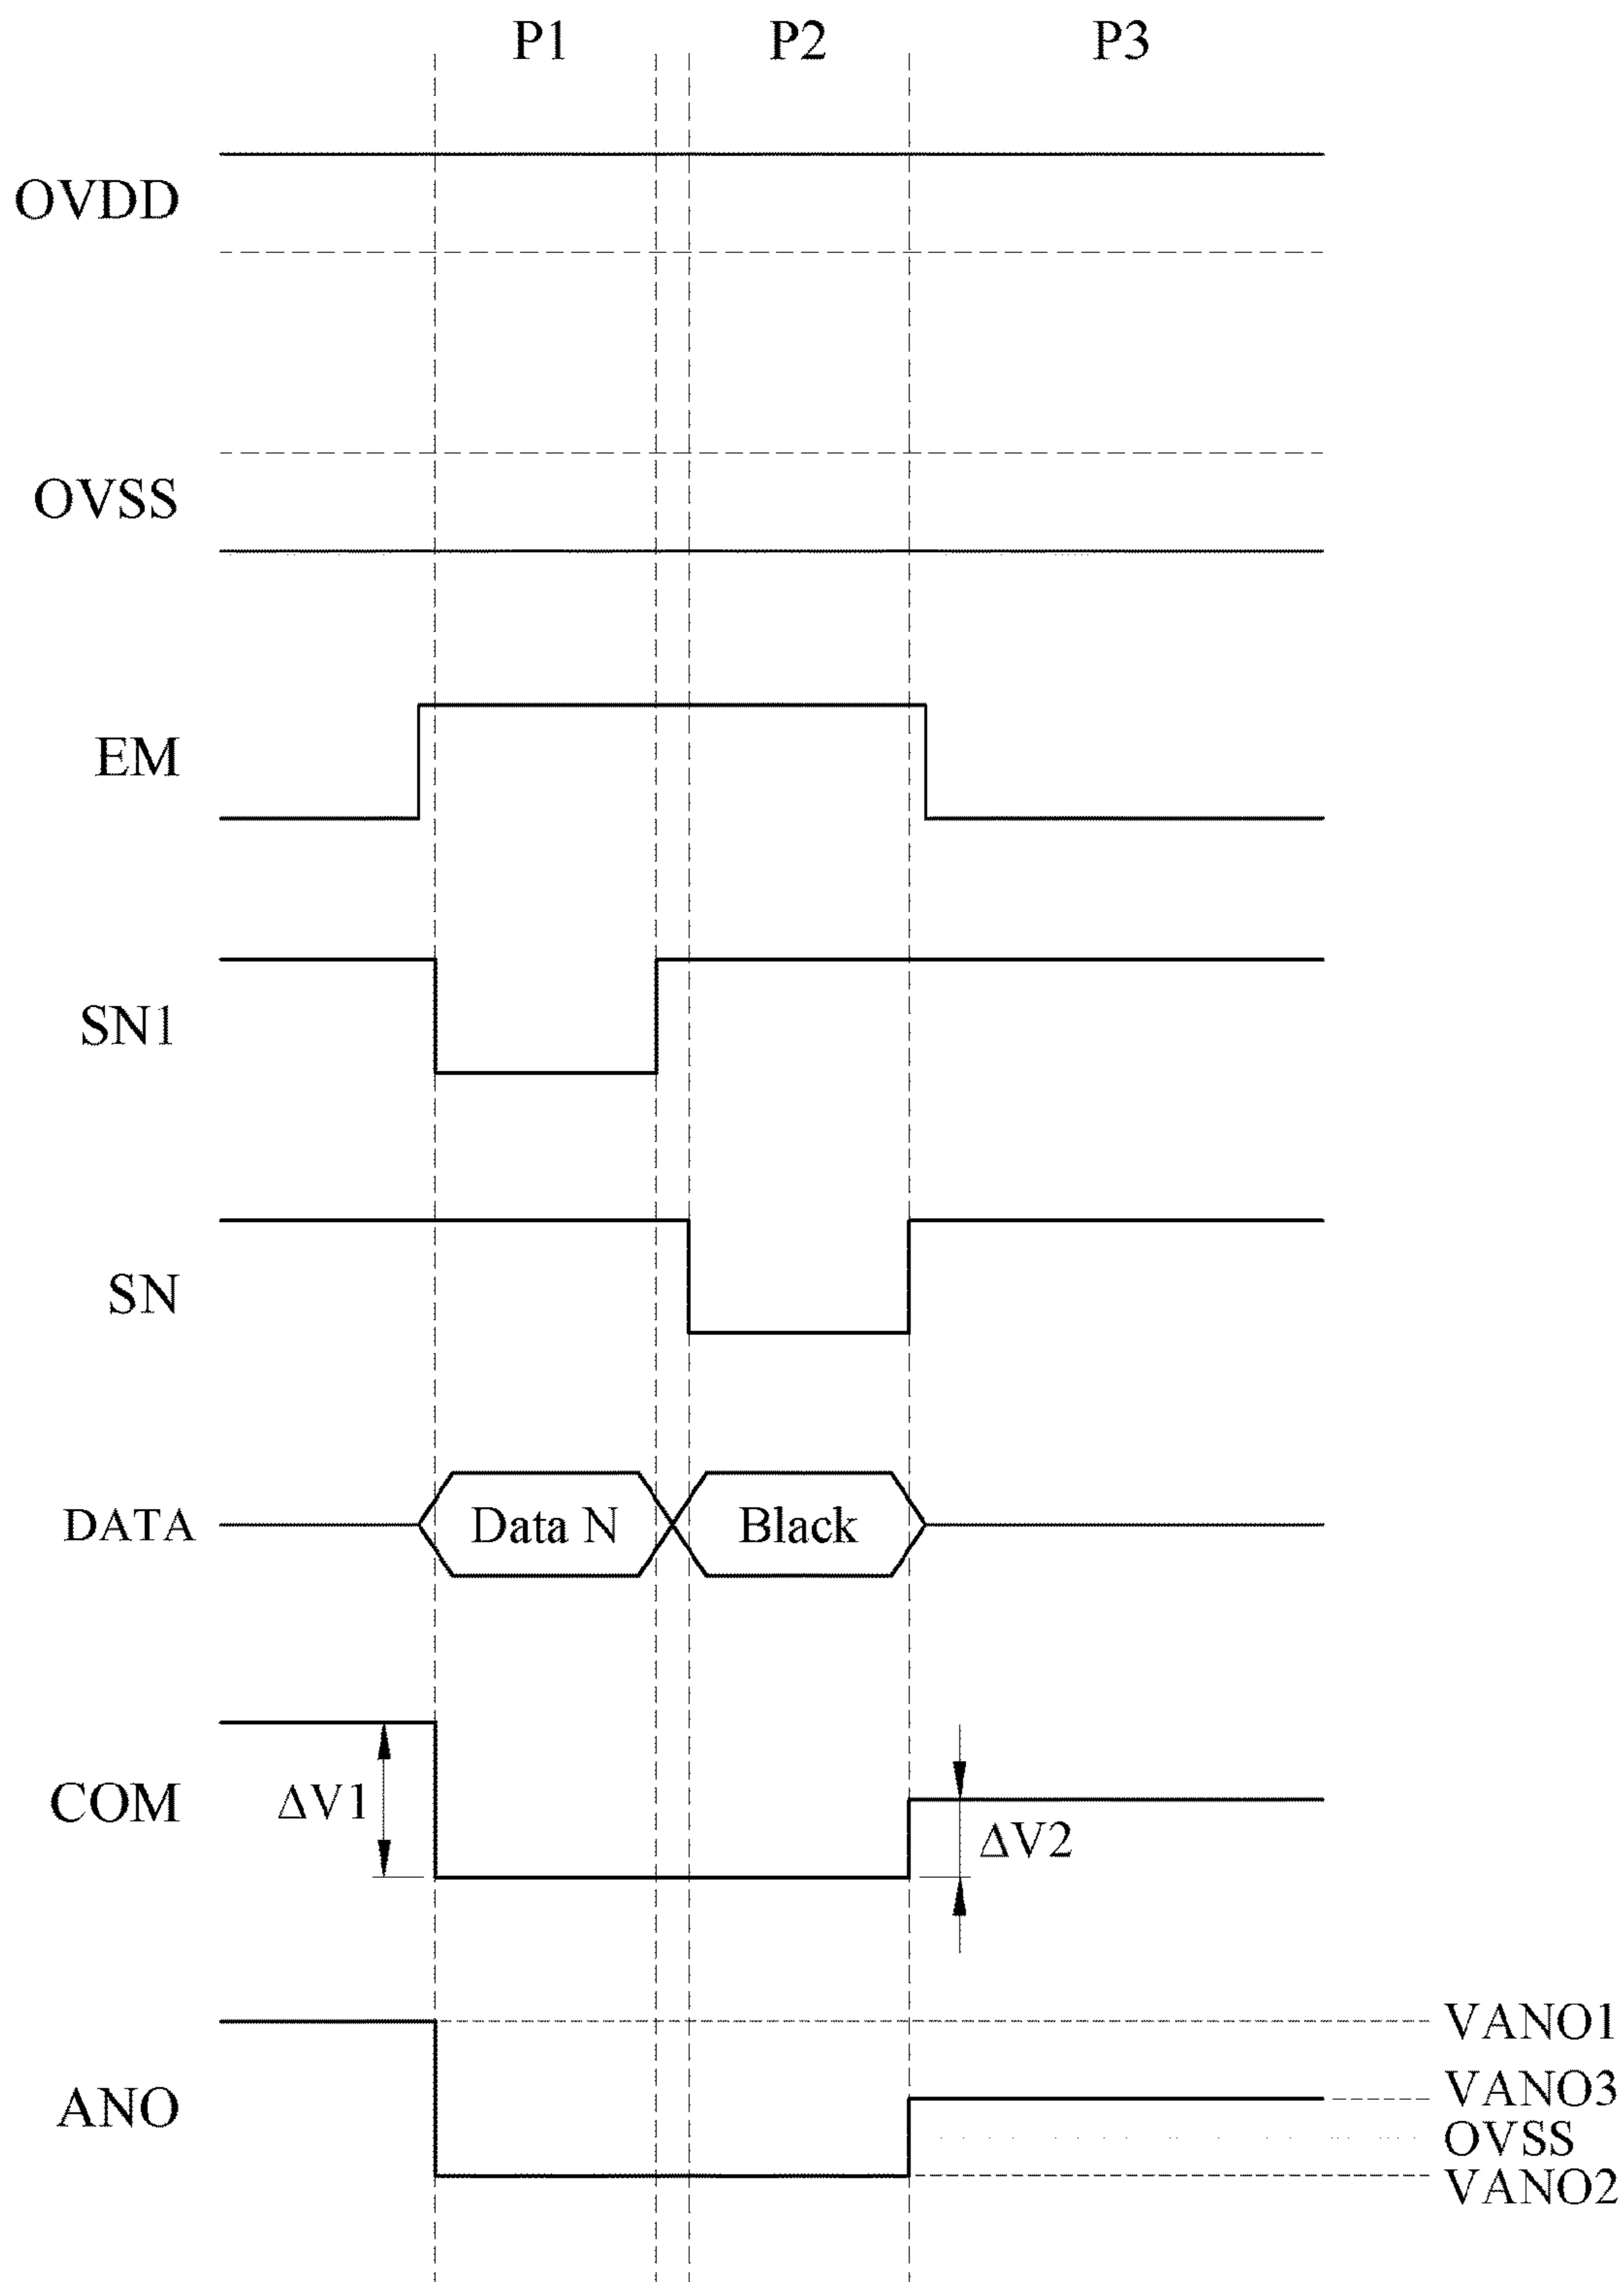 P1 P2 P3
OVDD
OVSS
EM
SN1
SN
DATA Data N Black
COM ΔV1 ΔV2
VANO1
ANO VANO3
OVSS
VANO2